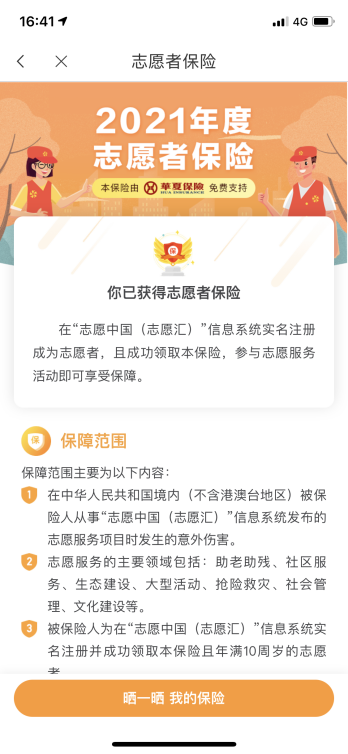 16:41
4G
志愿者保险
2021年度
志愿者保险
本保险由 華夏保險 免费支持
HUA INSURANCE
保
你已获得志愿者保险
在“志愿中国（志愿汇）”信息系统实名注册
成为志愿者，且成功领取本保险，参与志愿服务
活动即可享受保障。
保
保障范围
保障范围主要为以下内容：
1 在中华人民共和国境内（不含港澳台地区）被保
险人从事“志愿中国（志愿汇）”信息系统发布的
志愿服务项目时发生的意外伤害。
2 志愿服务的主要领域包括：助老助残、社区服
务、生态建设、大型活动、抢险救灾、社会管
理、文化建设等。
3 被保险人为在“志愿中国（志愿汇）”信息系统实
名注册并成功领取本保险且年满10周岁的志愿
者
晒一晒 我的保险